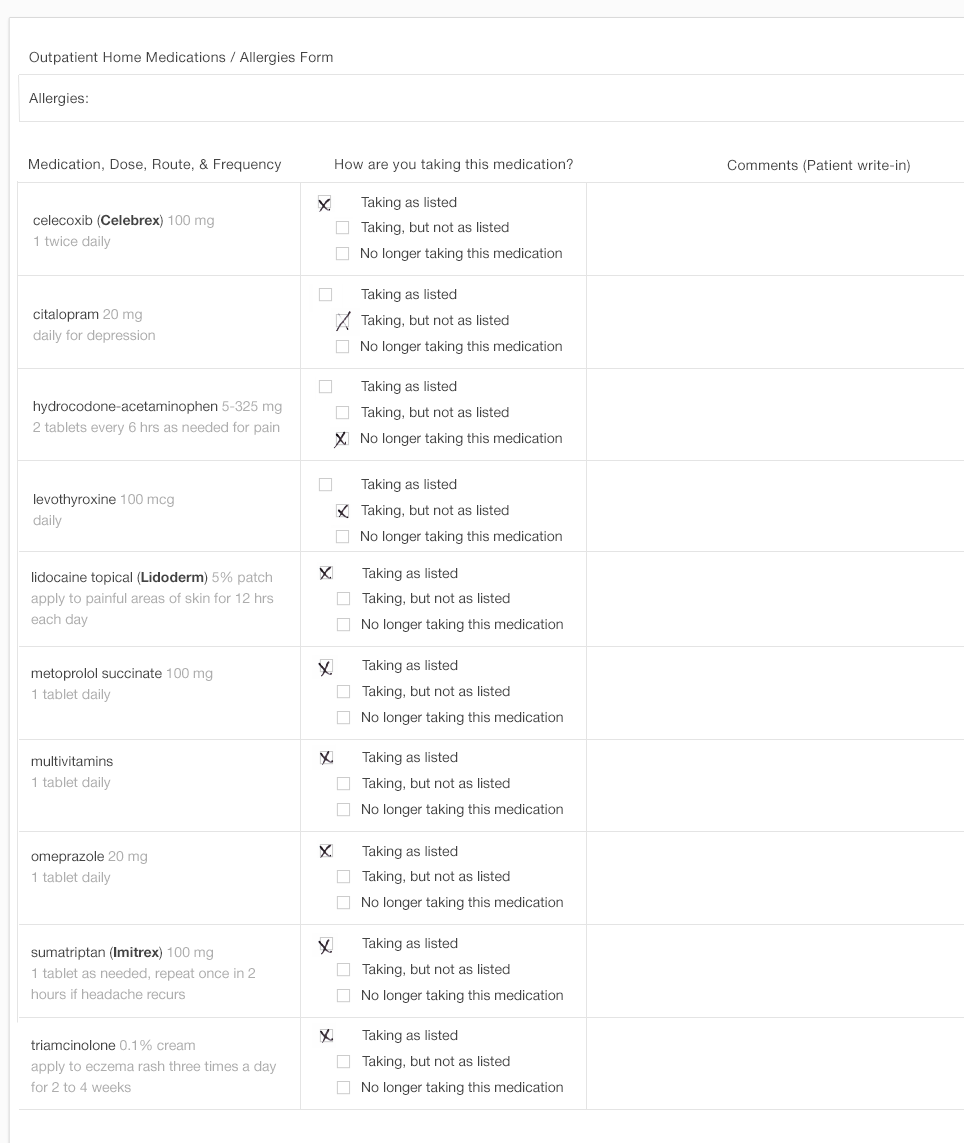 Outpatient Home Medications / Allergies Form
Allergies:
Medication, Dose, Route, & Frequency
How are you taking this medication?
Comments (Patient write-in)
celecoxib (Celebrex) 100 mg
1 twice daily
Taking as listed
Taking, but not as listed
No longer taking this medication
citalopram 20 mg
daily for depression
Taking as listed
Taking, but not as listed
No longer taking this medication
hydrocodone-acetaminophen 5-325 mg
2 tablets every 6 hrs as needed for pain
Taking as listed
Taking, but not as listed
No longer taking this medication
levothyroxine 100 mcg
daily
Taking as listed
Taking, but not as listed
No longer taking this medication
lidocaine topical (Lidoderm) 5% patch
apply to painful areas of skin for 12 hrs
each day
Taking as listed
Taking, but not as listed
No longer taking this medication
metoprolol succinate 100 mg
1 tablet daily
Taking as listed
Taking, but not as listed
No longer taking this medication
multivitamins
1 tablet daily
Taking as listed
Taking, but not as listed
No longer taking this medication
omeprazole 20 mg
1 tablet daily
Taking as listed
Taking, but not as listed
No longer taking this medication
sumatriptan (Imitrex) 100 mg
1 tablet as needed, repeat once in 2
hours if headache recurs
Taking as listed
Taking, but not as listed
No longer taking this medication
triamcinolone 0.1% cream
apply to eczema rash three times a day
for 2 to 4 weeks
Taking as listed
Taking, but not as listed
No longer taking this medication